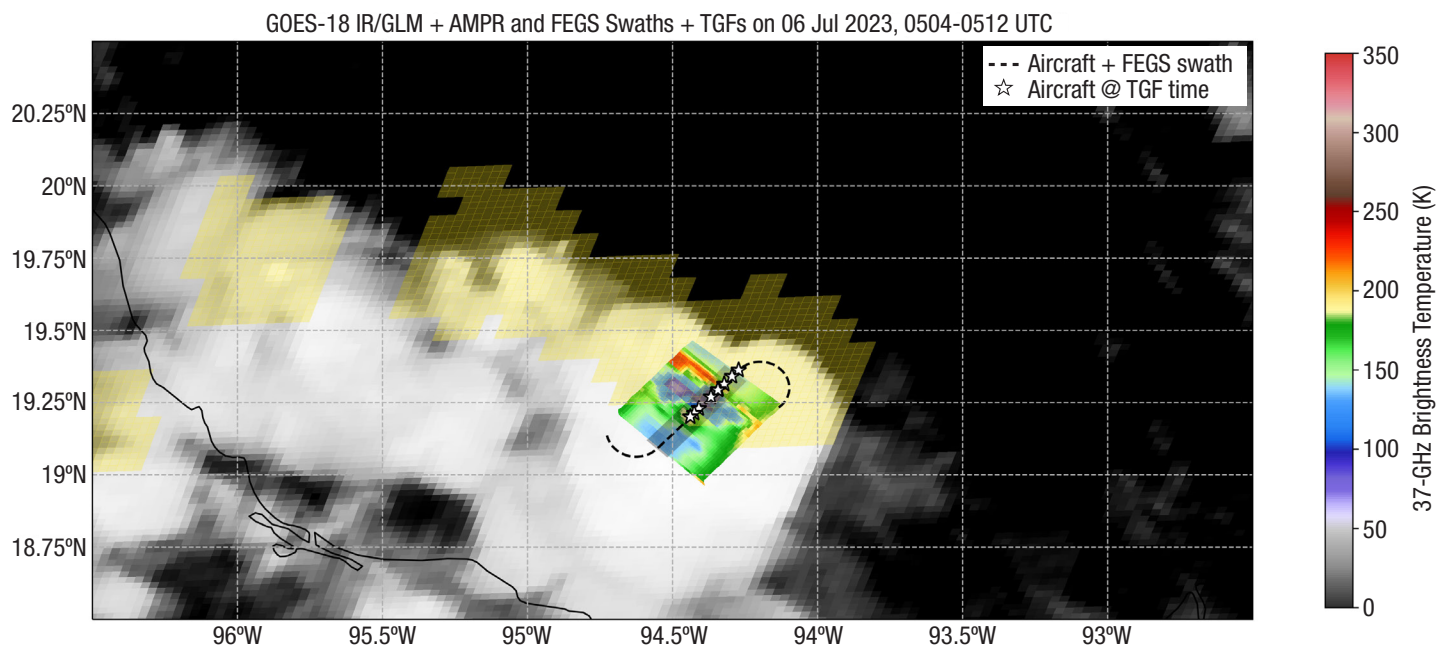 GOES-18 IR/GLM + AMPR and FEGS Swaths + TGFs on 06 Jul 2023, 0504-0512 UTC
Aircraft + FEGS swath
Aircraft @ TGF time
20.25ºN
20ºN
19.75ºN
19.5ºN
19.25ºN
19ºN
18.75ºN
96ºW
95.5ºW
95ºW
94.5ºW
94ºW
93.5ºW
93ºW
350
300
250
200
150
100
50
0
37-GHz Brightness Temperature (K)